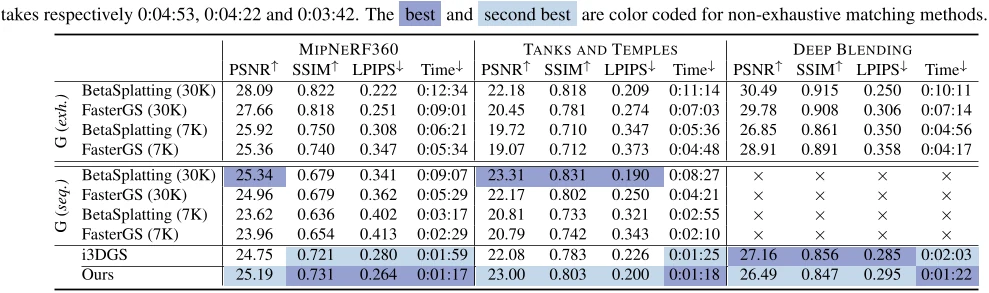 takes respectively 0:04:53, 0:04:22 and 0:03:42. The best and second best are color coded for non-exhaustive matching methods.
MIPNERF360 TANKS AND TEMPLES DEEP BLENDING
PSNR↑ SSIM↑ LPIPS↓ Time↓ PSNR↑ SSIM↑ LPIPS↓ Time↓ PSNR↑ SSIM↑ LPIPS↓ Time↓
G (exh.)
BetaSplatting (30K) 28.09 0.822 0.222 0:12:34 22.18 0.818 0.209 0:11:14 30.49 0.915 0.250 0:10:11
FasterGS (30K) 27.66 0.818 0.251 0:09:01 20.45 0.781 0.274 0:07:03 29.78 0.908 0.306 0:07:14
BetaSplatting (7K) 25.92 0.750 0.308 0:06:21 19.72 0.710 0.347 0:05:36 26.85 0.861 0.350 0:04:56
FasterGS (7K) 25.36 0.740 0.347 0:05:34 19.07 0.712 0.373 0:04:48 28.91 0.891 0.358 0:04:17
G (seq.)
BetaSplatting (30K) 25.34 0.679 0.341 0:09:07 23.31 0.831 0.190 0:08:27 × × × ×
FasterGS (30K) 24.96 0.679 0.362 0:05:29 22.17 0.802 0.250 0:04:21 × × × ×
BetaSplatting (7K) 23.62 0.636 0.402 0:03:17 20.81 0.733 0.321 0:02:55 × × × ×
FasterGS (7K) 23.96 0.654 0.413 0:02:29 20.79 0.742 0.343 0:02:10 × × × ×
i3DGS 24.75 0.721 0.280 0:01:59 22.08 0.783 0.226 0:01:25 27.16 0.856 0.285 0:02:03
Ours 25.19 0.731 0.264 0:01:17 23.00 0.803 0.200 0:01:18 26.49 0.847 0.295 0:01:22